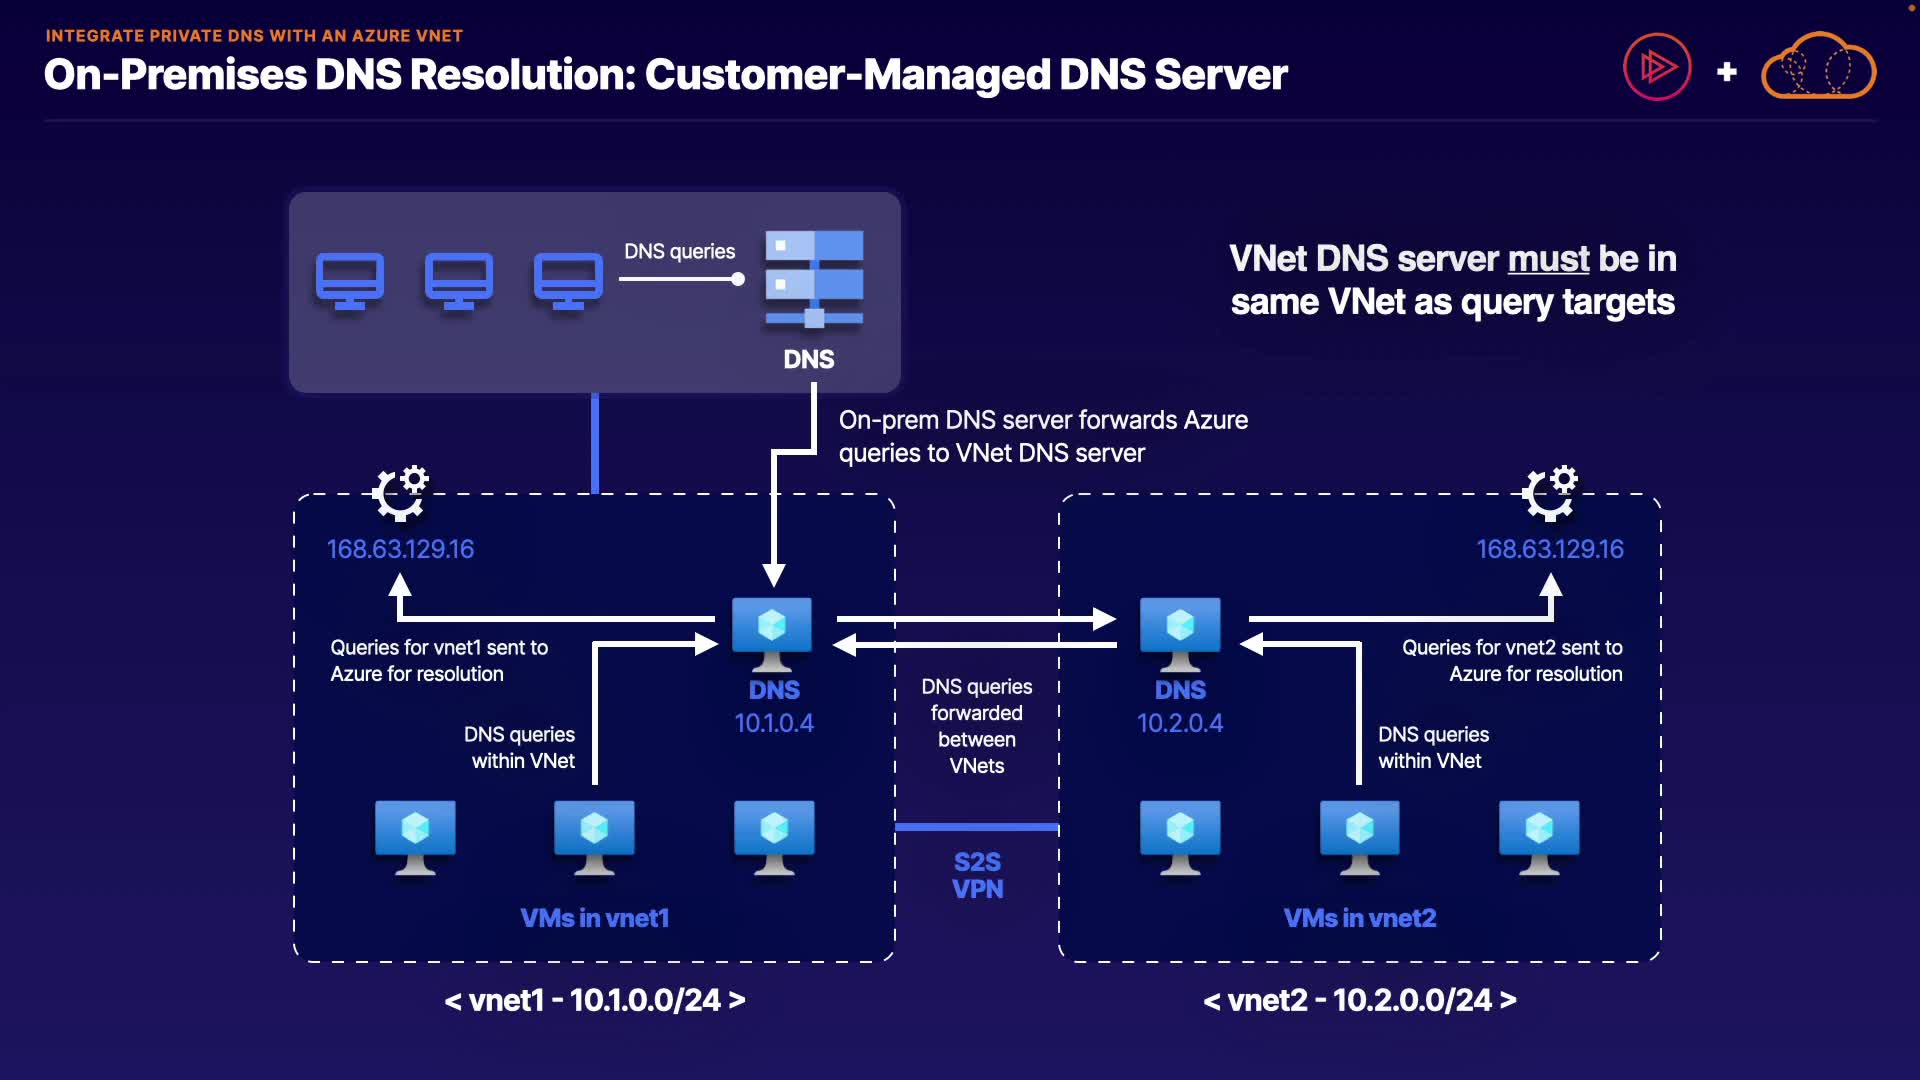 INTEGRATE PRIVATE DNS WITH AN AZURE VNET
On-Premises DNS Resolution: Customer-Managed DNS Server
+
DNS queries
DNS
VNet DNS server must be in
same VNet as query targets
On-prem DNS server forwards Azure
queries to VNet DNS server
168.63.129.16
Queries for vnet1 sent to
Azure for resolution
DNS
10.1.0.4
DNS queries
within VNet
VMs in vnet1
DNS queries
forwarded
between
VNets
S2S
VPN
168.63.129.16
Queries for vnet2 sent to
Azure for resolution
DNS
10.2.0.4
DNS queries
within VNet
VMs in vnet2
< vnet1 - 10.1.0.0/24 >
< vnet2 - 10.2.0.0/24 >